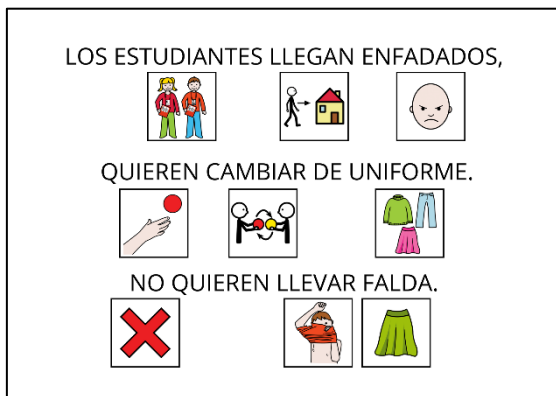 LOS ESTUDIANTES LLEGAN ENFADADOS,
QUIEREN CAMBIAR DE UNIFORME.
NO QUIEREN LLEVAR FALDA.